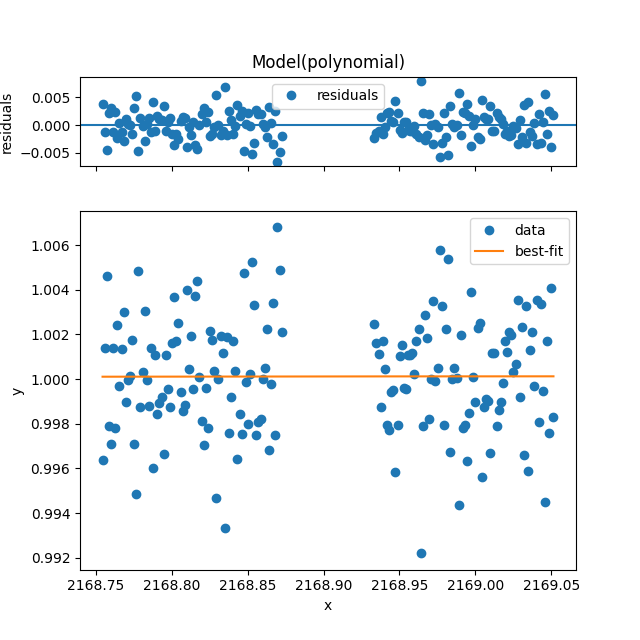 Model(polynomial)
residuals
0.005
0.000
−0.005
residuals
data
best-fit
y
1.006
1.004
1.002
1.000
0.998
0.996
0.994
0.992
2168.75 2168.80 2168.85 2168.90 2168.95 2169.00 2169.05
x